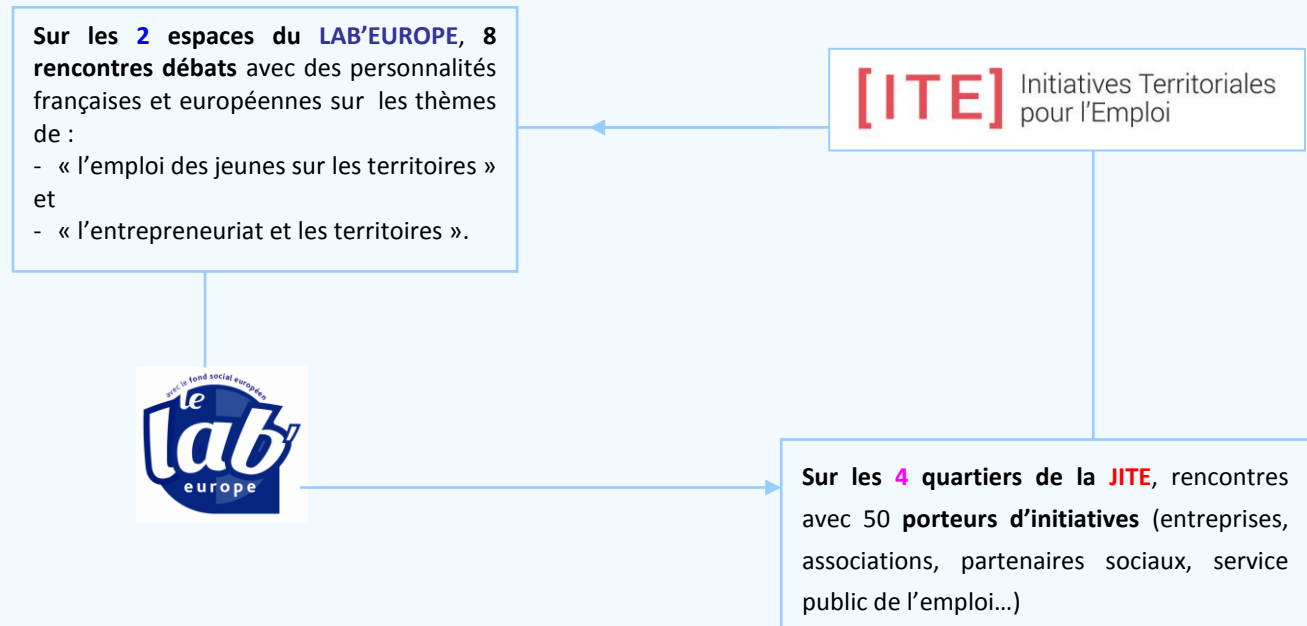 Sur les 2 espaces du LAB’EUROPE, 8
rencontres débats avec des personnalités
françaises et européennes sur les thèmes
de :
- « l’emploi des jeunes sur les territoires »
et
- « l’entrepreneuriat et les territoires ».
[ITE] Initiatives Territoriales
pour l’Emploi
avec le fond social européen
le
lab’
europe
Sur les 4 quartiers de la JITE, rencontres
avec 50 porteurs d’initiatives (entreprises,
associations, partenaires sociaux, service
public de l’emploi…)